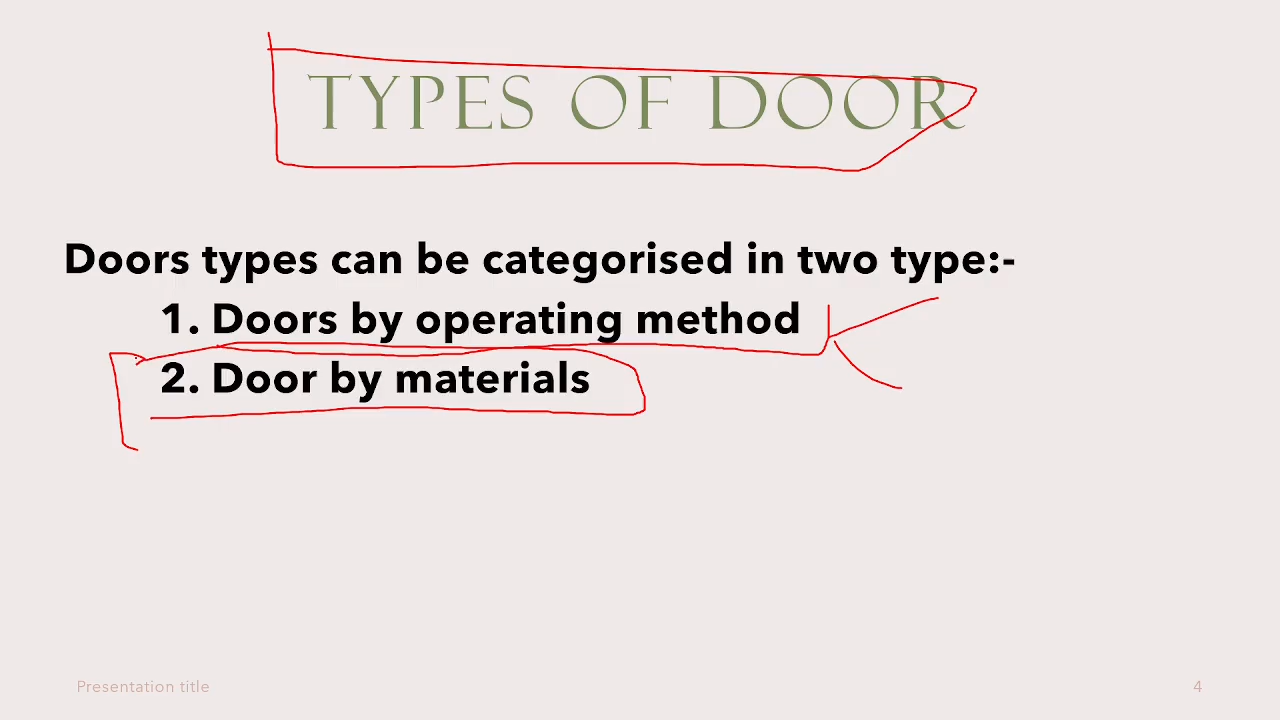 TYPES OF DOOR
Doors types can be categorised in two type:-
1. Doors by operating method
2. Door by materials
Presentation title
4